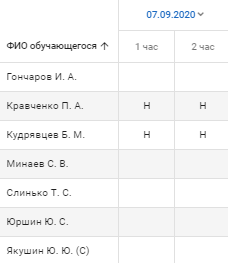 07.09.2020
ФИО обучающегося ↑ 1 час 2 час
Гончаров И. А.
Кравченко П. А. Н Н
Кудрявцев Б. М. Н Н
Минаев С. В.
Слинько Т. С.
Юршин Ю. С.
Якушин Ю. Ю. (С)